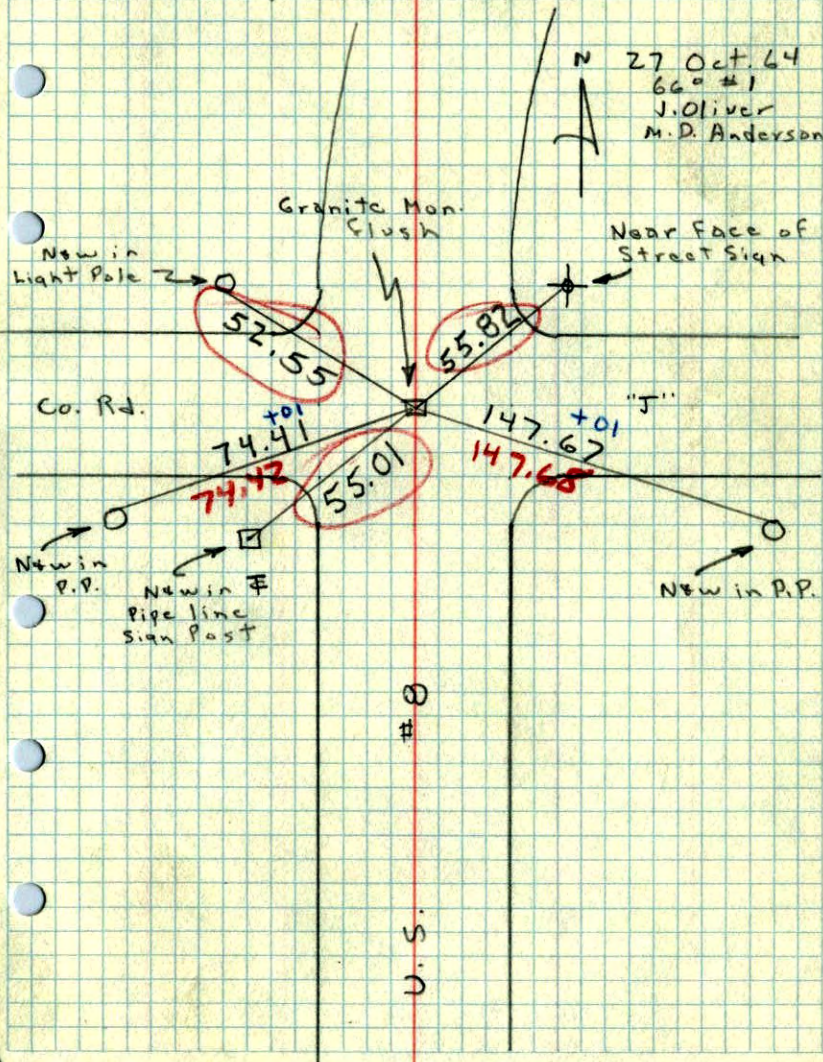 N
27 Oct. 64
66° #1
J. Oliver
M.D. Anderson
Granite Mon.
flush
Near Face of
Street Sign
N&W in
Light Pole
52.55
55.82
Co. Rd.
"J"
+01
74.41
74.42
55.01
147.67
+01
147.68
N&W in
P.P.
N&W in
Pipe line
Sign Post
N&W in P.P.
U.S. #8